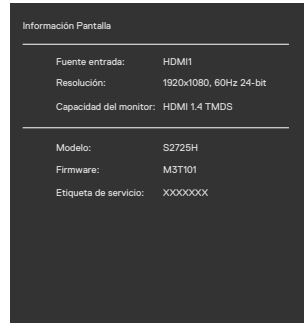 Información Pantalla
Fuente entrada: HDMI1
Resolución: 1920x1080, 60Hz 24-bit
Capacidad del monitor: HDMI 1.4 TMDS
Modelo: S2725H
Firmware: M3T101
Etiqueta de servicio: XXXXXXX